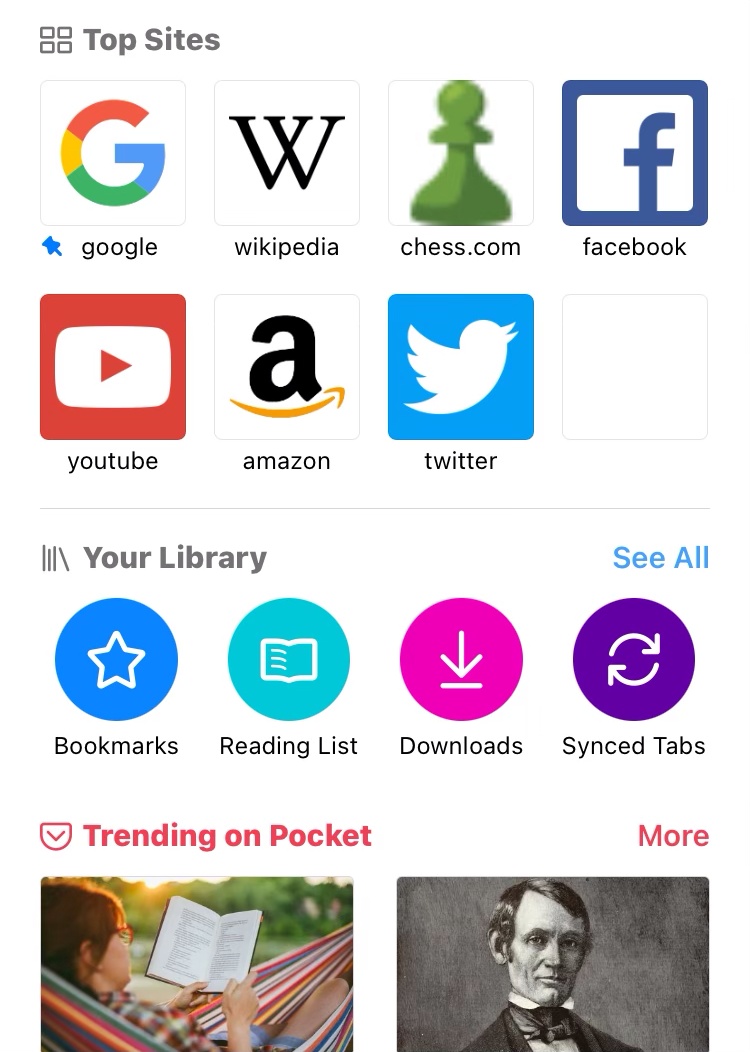 Top Sites
google
wikipedia
chess.com
facebook
youtube
amazon
twitter
Your Library
See All
Bookmarks
Reading List
Downloads
Synced Tabs
Trending on Pocket
More